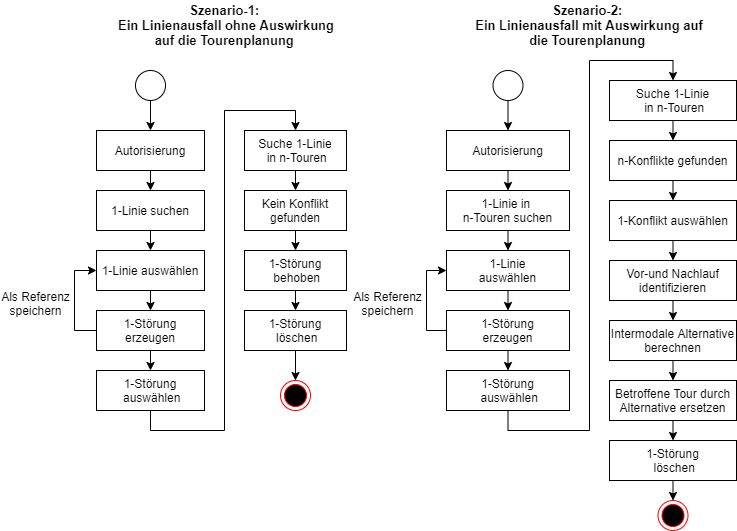 Szenario-1:
Ein Linienausfall ohne Auswirkung
auf die Tourenplanung
Autorisierung
1-Linie suchen
1-Linie auswählen
Als Referenz
speichern
1-Störung
erzeugen
1-Störung
auswählen
Suche 1-Linie
in n-Touren
Kein Konflikt
gefunden
1-Störung
behoben
1-Störung
löschen
Szenario-2:
Ein Linienausfall mit Auswirkung auf
die Tourenplanung
Autorisierung
1-Linie in
n-Touren suchen
1-Linie
auswählen
Als Referenz
speichern
1-Störung
erzeugen
1-Störung
auswählen
Suche 1-Linie
in n-Touren
n-Konflikte gefunden
1-Konflikt auswählen
Vor-und Nachlauf
identifizieren
Intermodale Alternative
berechnen
Betroffene Tour durch
Alternative ersetzen
1-Störung
löschen